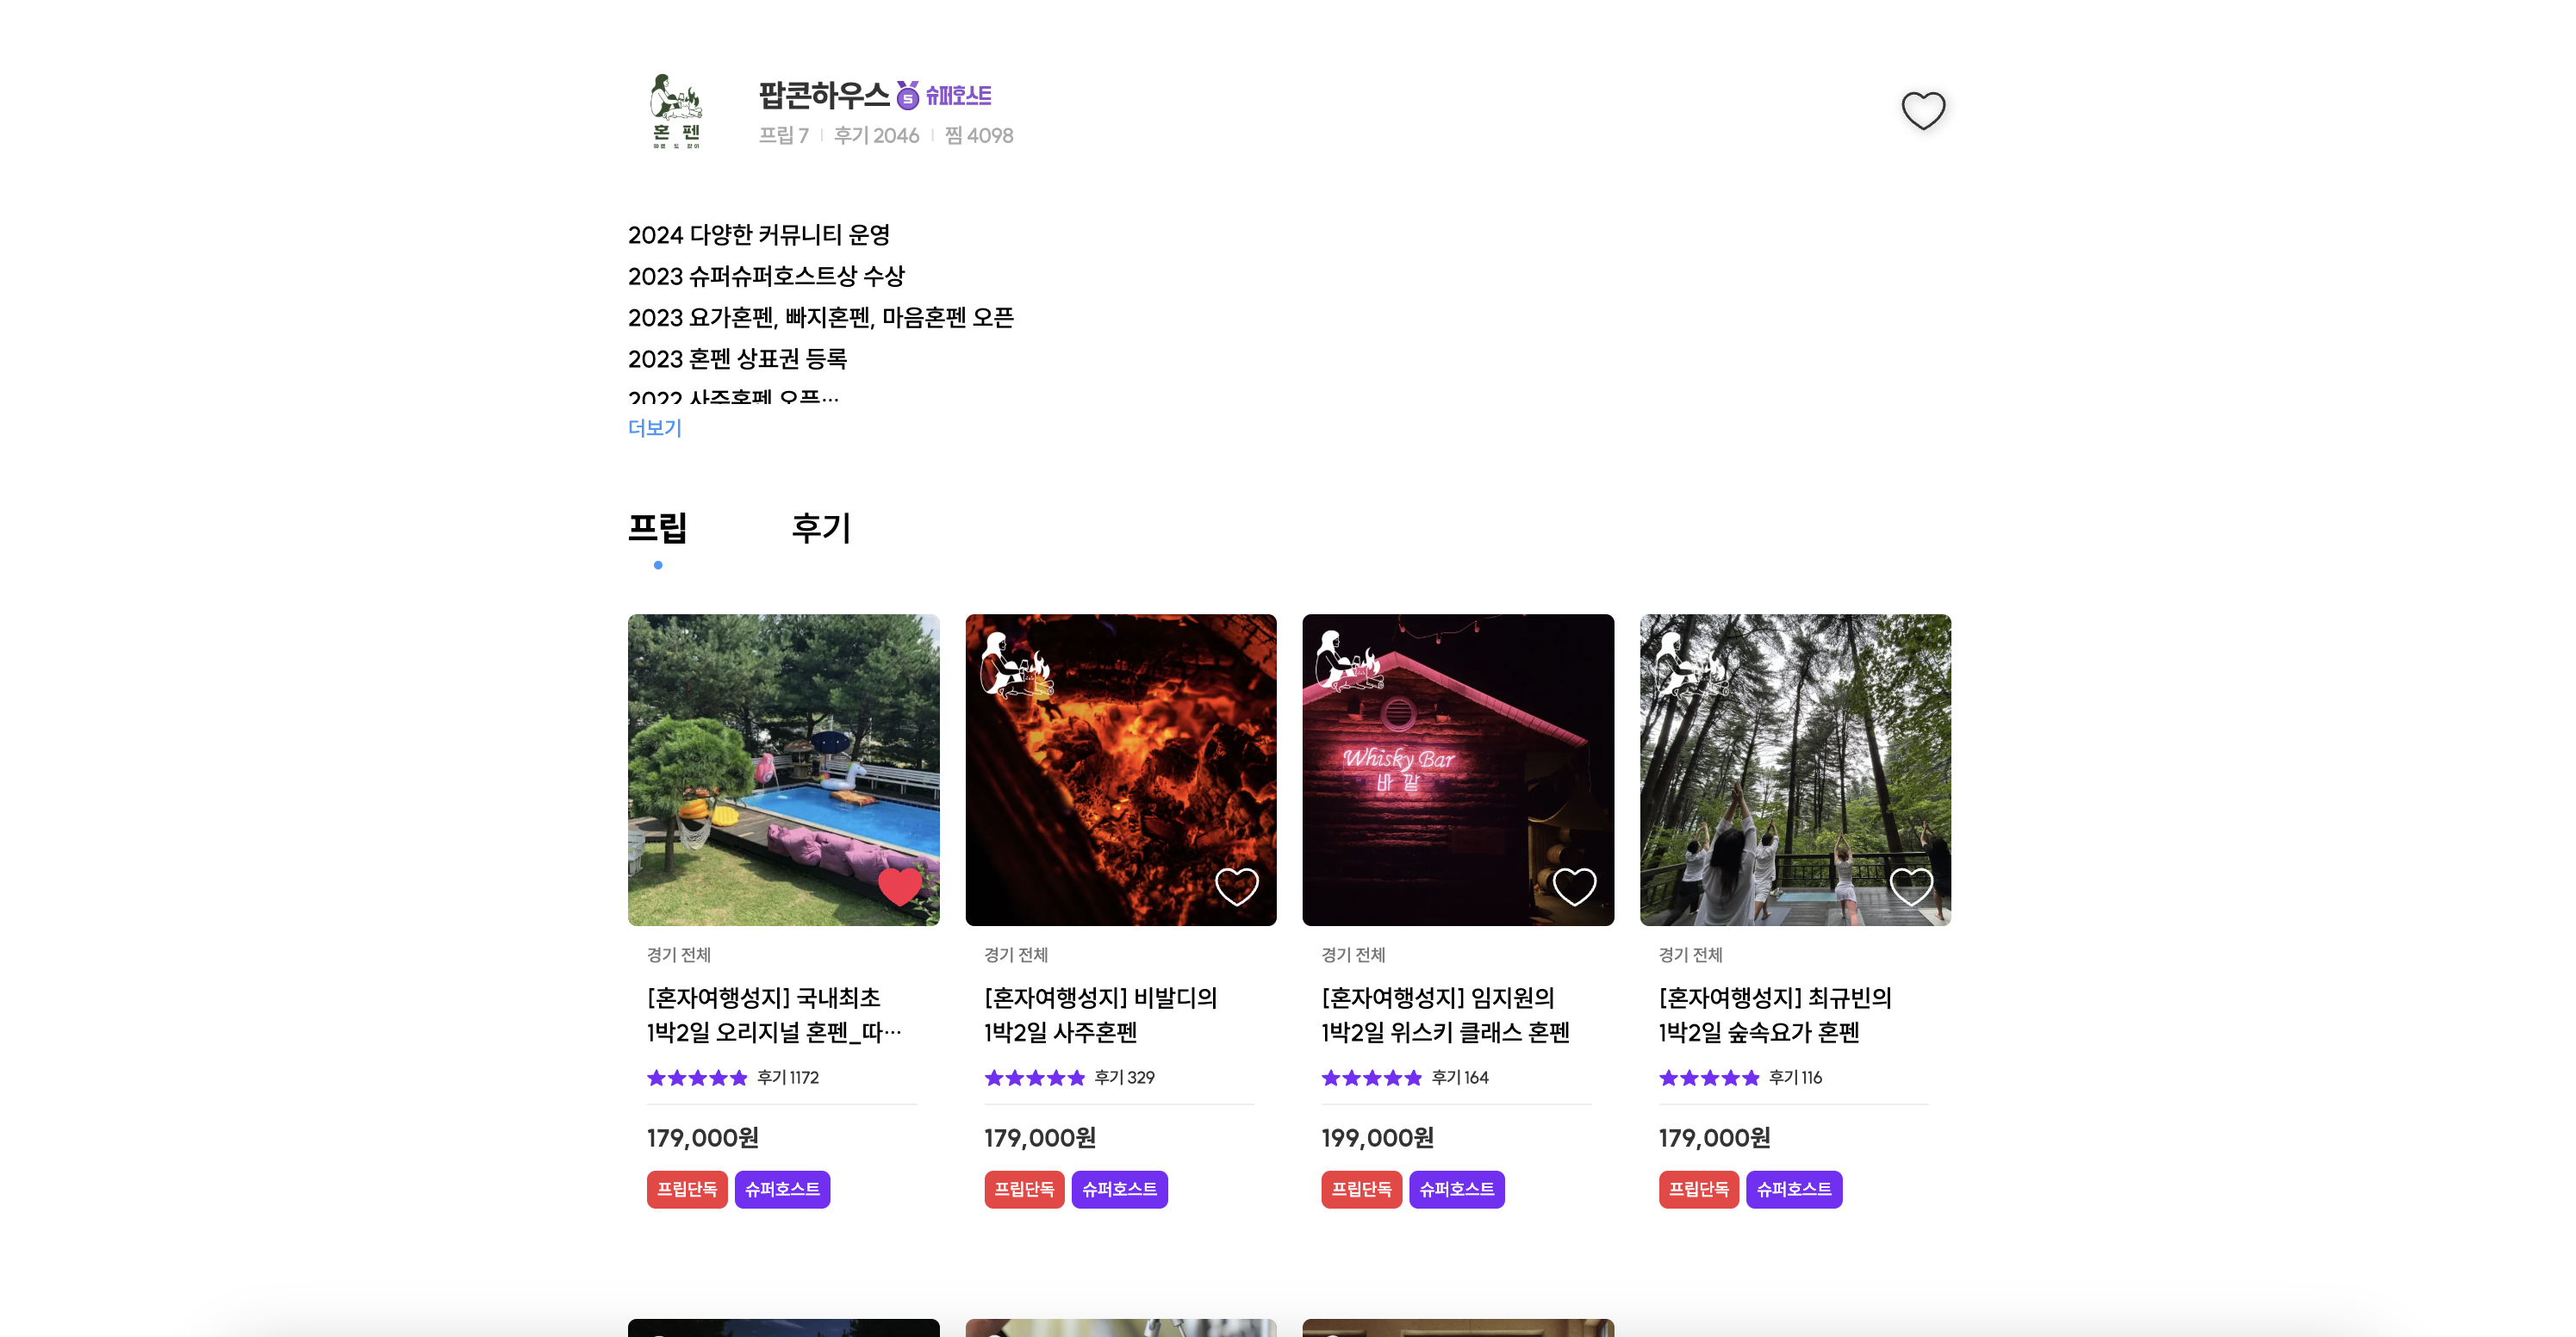 혼 펜
따로 도 같이
팝콘하우스 S 슈퍼호스트
프립 7 | 후기 2046 | 찜 4098
2024 다양한 커뮤니티 운영
2023 슈퍼슈퍼호스트상 수상
2023 요가혼펜, 빠지혼펜, 마음혼펜 오픈
2023 혼펜 상표권 등록
2022 사주혼펜 오픈…
더보기
프립 후기
Whisky Bar
바 깥
경기 전체
[혼자여행성지] 국내최초
1박2일 오리지널 혼펜_따…
후기 1172
179,000원
프립단독 슈퍼호스트
경기 전체
[혼자여행성지] 비발디의
1박2일 사주혼펜
후기 329
179,000원
프립단독 슈퍼호스트
경기 전체
[혼자여행성지] 임지원의
1박2일 위스키 클래스 혼펜
후기 164
199,000원
프립단독 슈퍼호스트
경기 전체
[혼자여행성지] 최규빈의
1박2일 숲속요가 혼펜
후기 116
179,000원
프립단독 슈퍼호스트